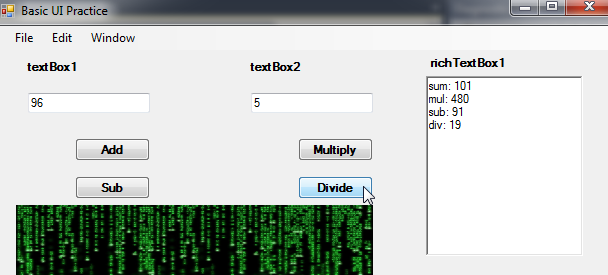 Basic UI Practice
File Edit Window
textBox1 textBox2 richTextBox1
96 5
sum: 101
mul: 480
sub: 91
div: 19
Add Multiply
Sub Divide